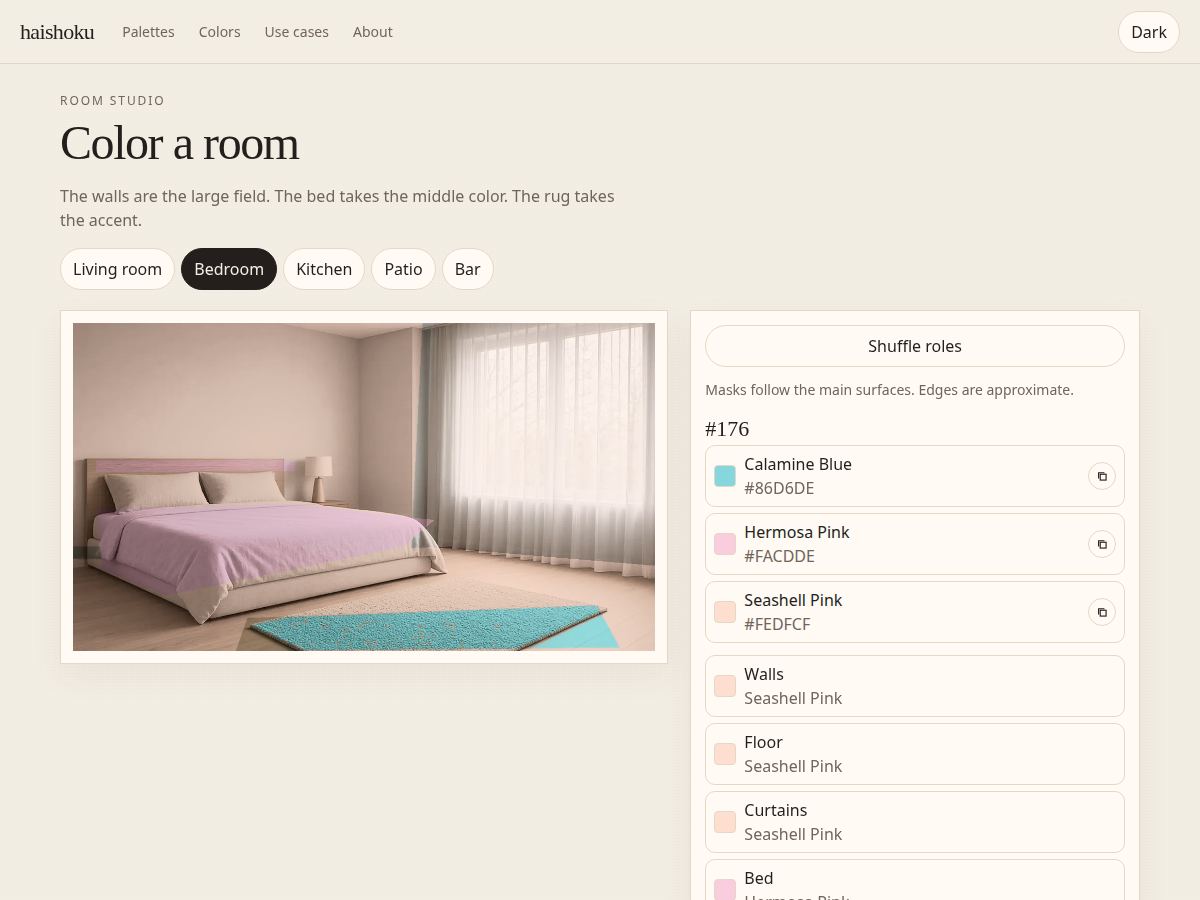 haishoku
Palettes
Colors
Use cases
About
Dark
ROOM STUDIO
Color a room
The walls are the large field. The bed takes the middle color. The rug takes
the accent.
Living room
Bedroom
Kitchen
Patio
Bar
Shuffle roles
Masks follow the main surfaces. Edges are approximate.
#176
Calamine Blue
#86D6DE
Hermosa Pink
#FACDDE
Seashell Pink
#FEDFCF
Walls
Seashell Pink
Floor
Seashell Pink
Curtains
Seashell Pink
Bed
Hermosa Pink